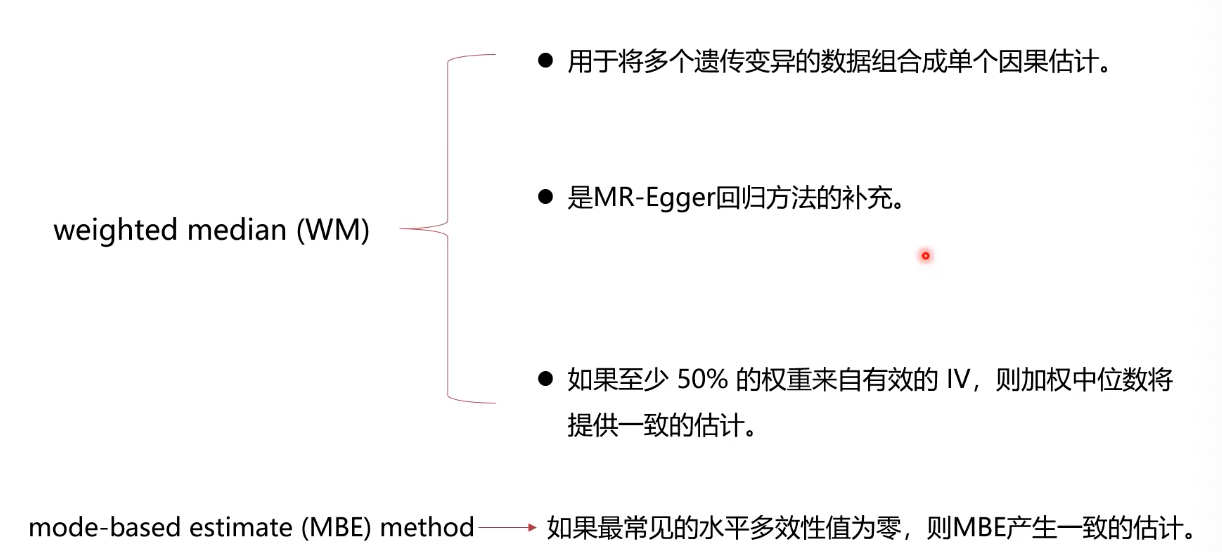 用于将多个遗传变异的数据组合成单个因果估计。
是MR-Egger回归方法的补充。
weighted median (WM)
如果至少 50% 的权重来自有效的 IV，则加权中位数将
提供一致的估计。
mode-based estimate (MBE) method
如果最常见的水平多效性值为零，则MBE产生一致的估计。